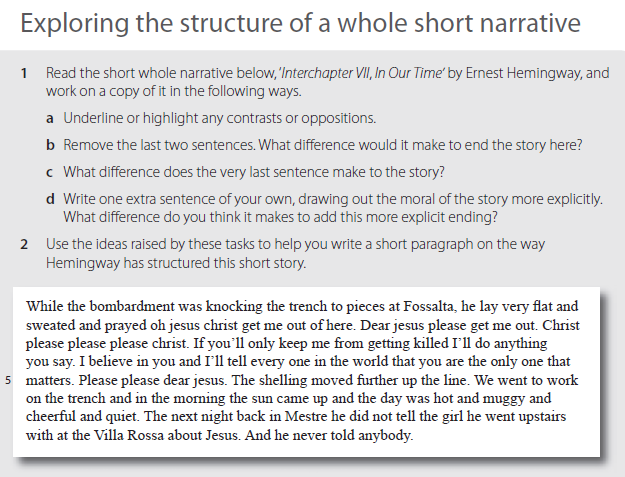 Exploring the structure of a whole short narrative
1 Read the short whole narrative below, 'Interchapter VII, In Our Time' by Ernest Hemingway, and
work on a copy of it in the following ways.
a Underline or highlight any contrasts or oppositions.
b Remove the last two sentences. What difference would it make to end the story here?
c What difference does the very last sentence make to the story?
d Write one extra sentence of your own, drawing out the moral of the story more explicitly.
What difference do you think it makes to add this more explicit ending?
2 Use the ideas raised by these tasks to help you write a short paragraph on the way
Hemingway has structured this short story.
While the bombardment was knocking the trench to pieces at Fossalta, he lay very flat and
sweated and prayed oh jesus christ get me out of here. Dear jesus please get me out. Christ
please please please christ. If you'll only keep me from getting killed I'll do anything
you say. I believe in you and I'll tell every one in the world that you are the only one that
5 matters. Please please dear jesus. The shelling moved further up the line. We went to work
on the trench and in the morning the sun came up and the day was hot and muggy and
cheerful and quiet. The next night back in Mestre he did not tell the girl he went upstairs
with at the Villa Rossa about Jesus. And he never told anybody.